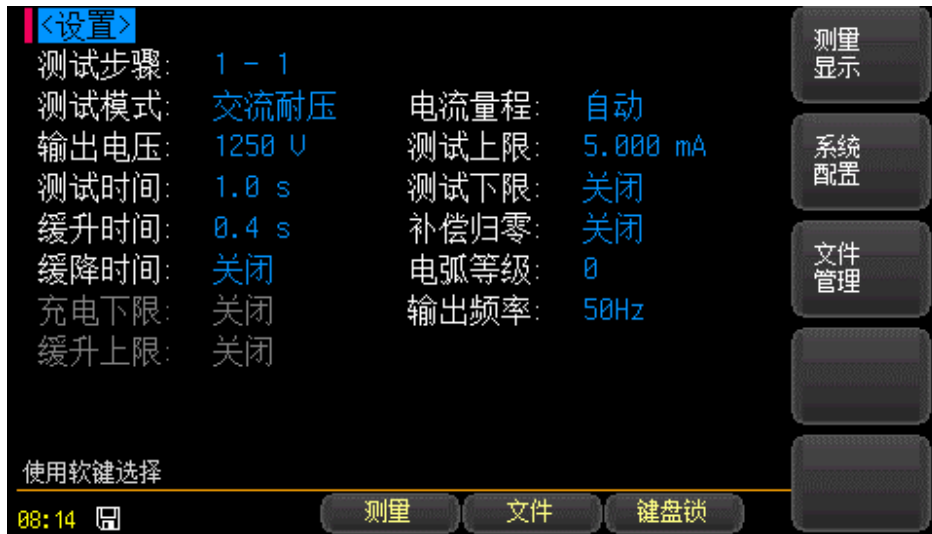 <设置>
测试步骤: 1 - 1
测试模式: 交流耐压 电流量程: 自动
输出电压: 1250 V 测试上限: 5.000 mA
测试时间: 1.0 s 测试下限: 关闭
缓升时间: 0.4 s 补偿归零: 关闭
缓降时间: 关闭 电弧等级: 0
充电下限: 关闭 输出频率: 50Hz
缓升上限: 关闭
使用软键选择
08:14
测量 文件 键盘锁
测量
显示
系统
配置
文件
管理